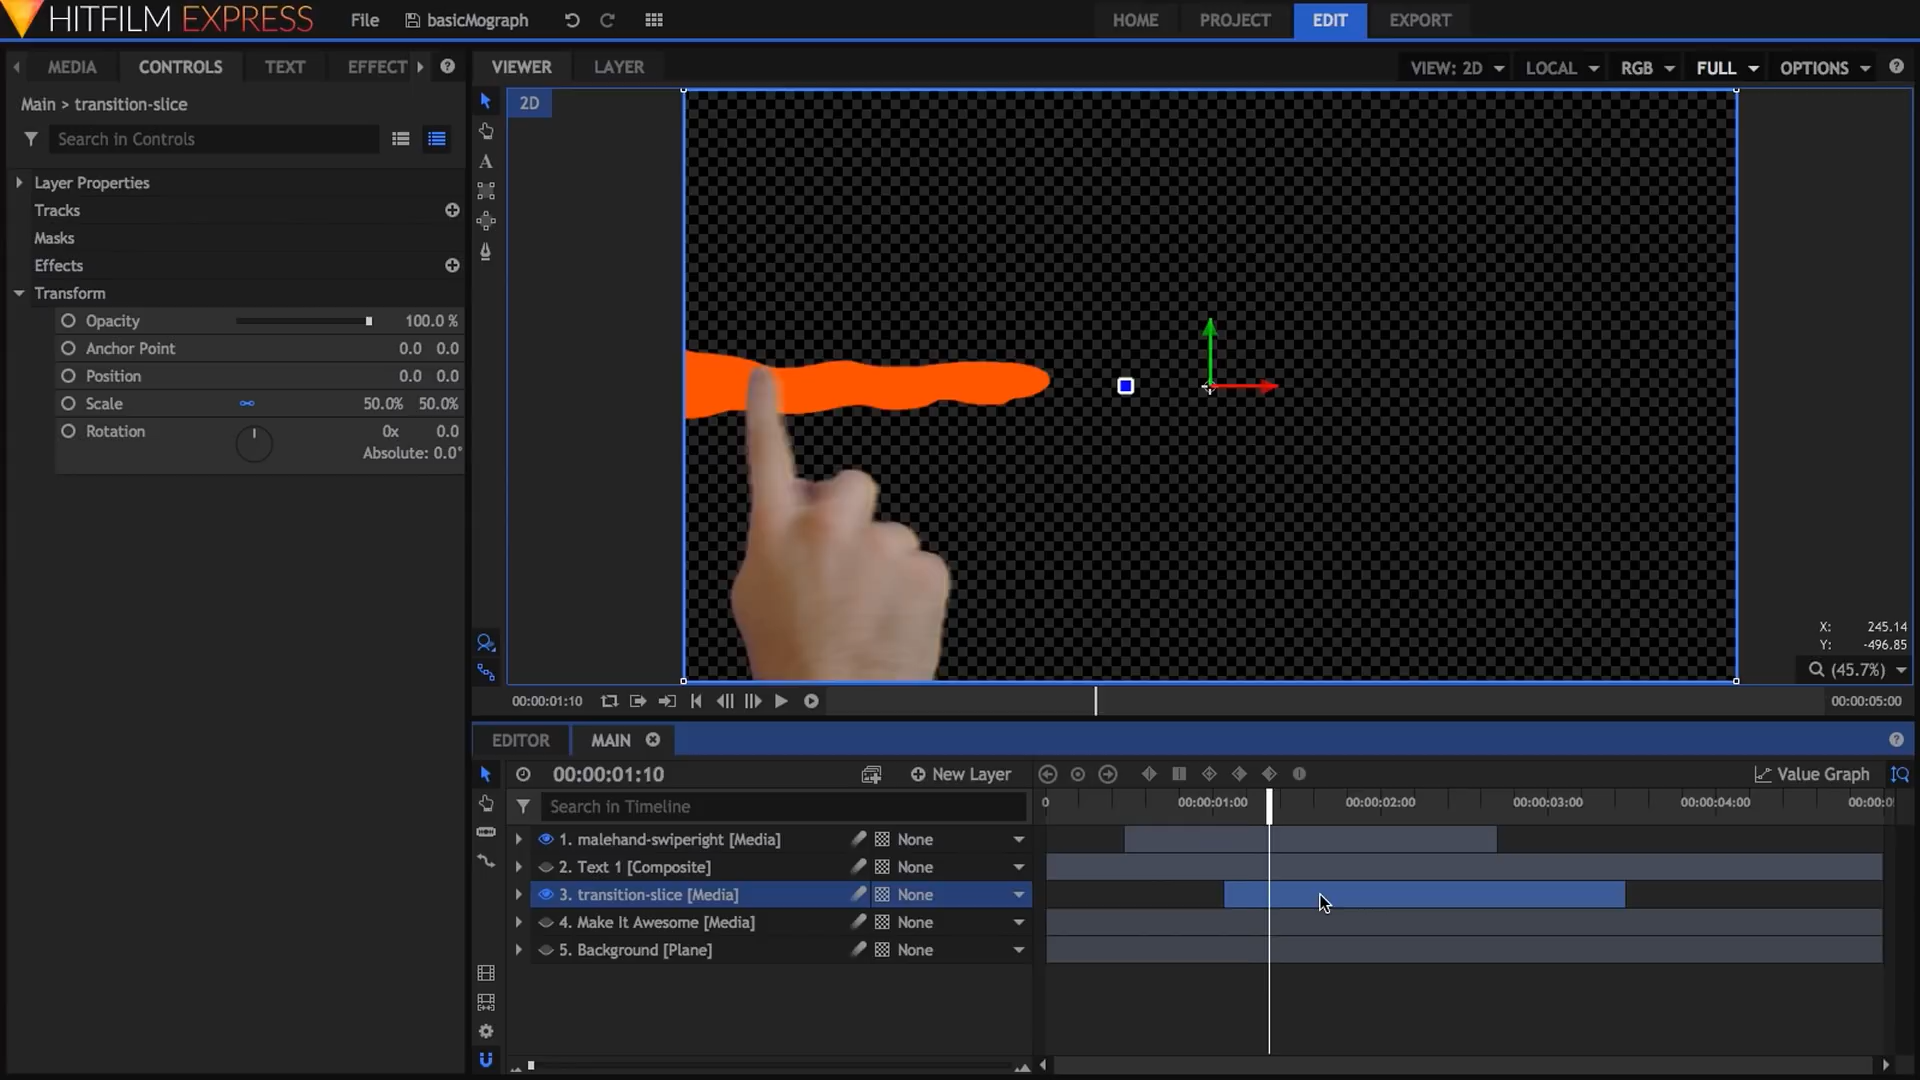 HITFILM EXPRESS
File
basicMograph
HOME
PROJECT
EDIT
EXPORT
MEDIA
CONTROLS
TEXT
EFFECT
VIEWER
LAYER
VIEW: 2D
LOCAL
RGB
FULL
OPTIONS
Main > transition-slice
2D
Search in Controls
Layer Properties
Tracks
Masks
Effects
Transform
Opacity 100.0 %
Anchor Point 0.0 0.0
Position 0.0 0.0
Scale 50.0% 50.0%
Rotation 0x 0.0
Absolute: 0.0°
A
X: 245.14
Y: -496.85
(45.7%)
00:00:01:10
00:00:05:00
EDITOR
MAIN
00:00:01:10
New Layer
Value Graph
Search in Timeline
0
00:00:01:00
00:00:02:00
00:00:03:00
00:00:04:00
00:00:0
1. malehand-swiperight [Media] None
2. Text 1 [Composite] None
3. transition-slice [Media] None
4. Make It Awesome [Media] None
5. Background [Plane] None